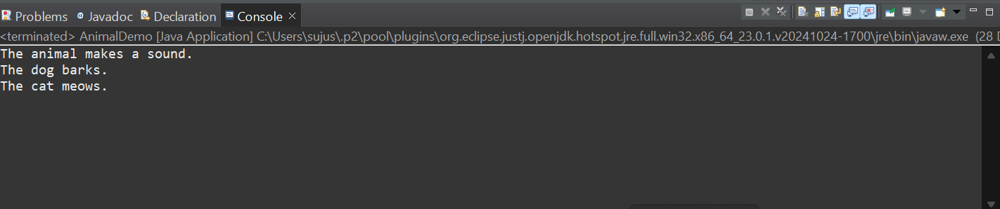 Problems @ Javadoc Declaration Console
<terminated> AnimalDemo [Java Application] C:\Users\sujus\.p2\pool\plugins\org.eclipse.justj.openjdk.hotspot.jre.full.win32.x86_64_23.0.1.v20241024-1700\jre\bin\javaw.exe (28 D
The animal makes a sound.
The dog barks.
The cat meows.